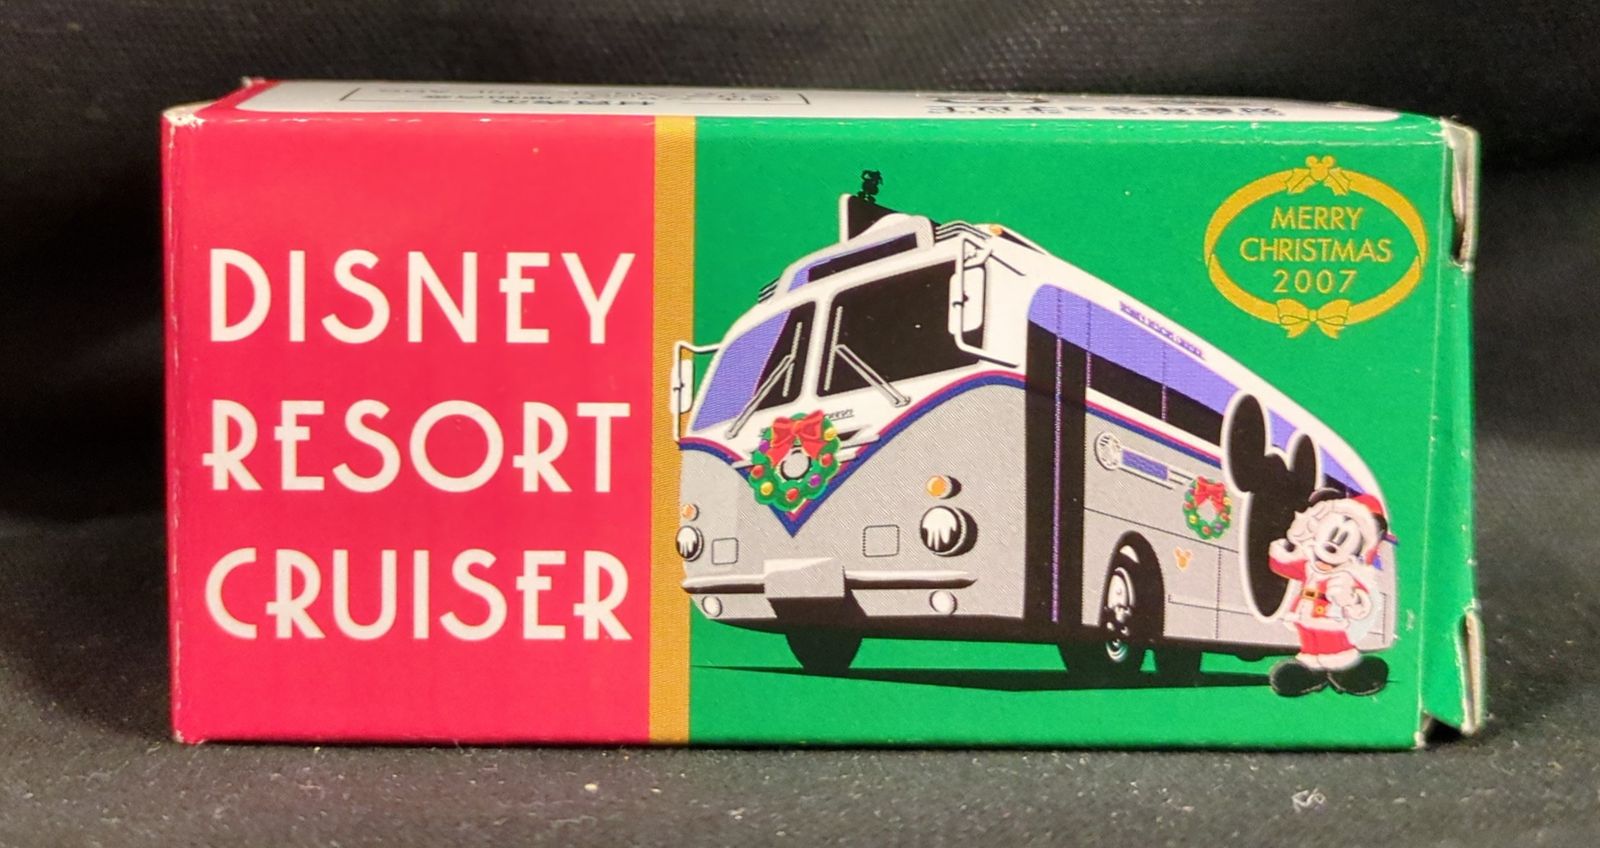 DISNEY
RESORT
CRUISER
MERRY
CHRISTMAS
2007